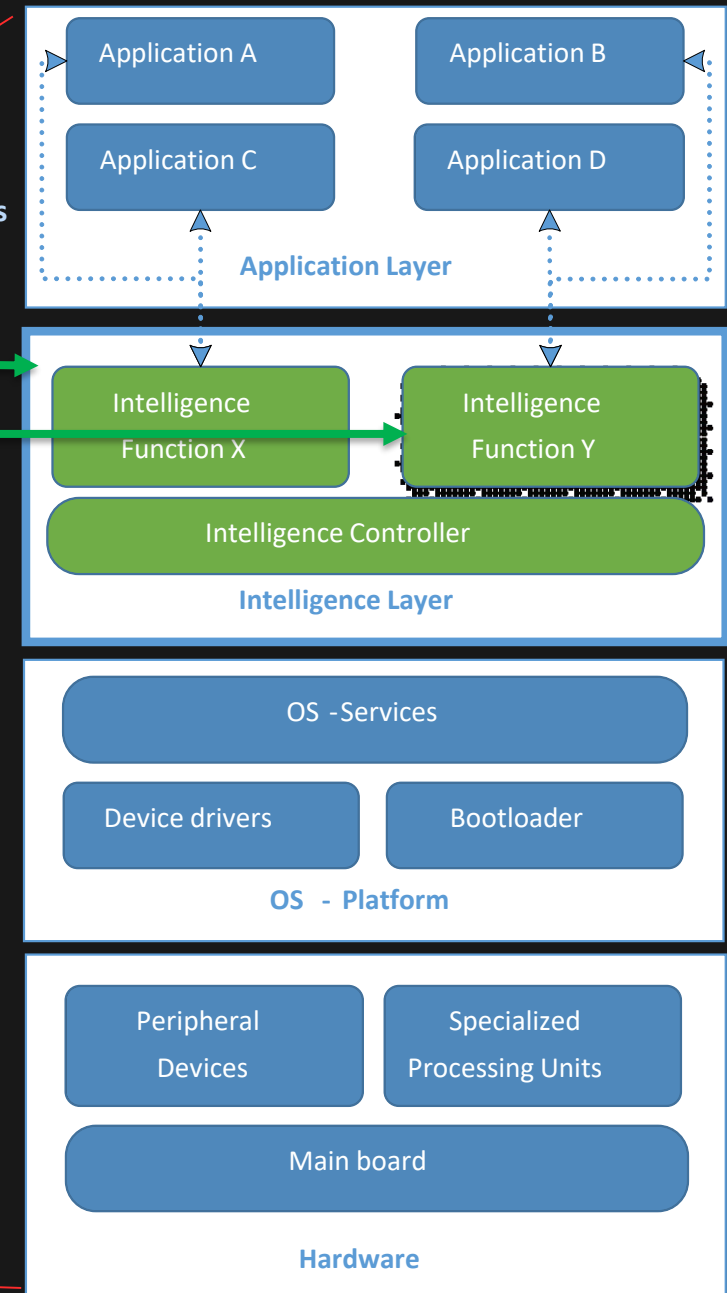 Application A
Application B
Application C
Application D
s
Application Layer
Intelligence
Function X
Intelligence
Function Y
Intelligence Controller
Intelligence Layer
OS - Services
Device drivers
Bootloader
OS - Platform
Peripheral
Devices
Specialized
Processing Units
Main board
Hardware